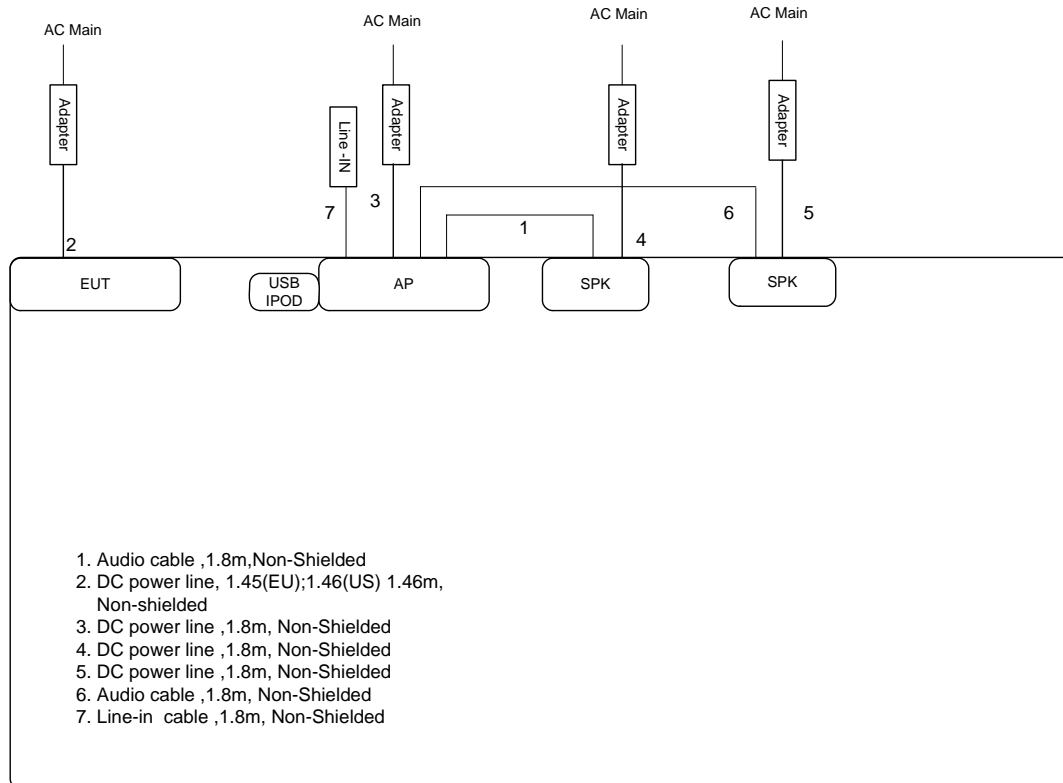 AC Main
AC Main
AC Main
AC Main
Adapter
Line -IN
Adapter
Adapter
Adapter
2
7
3
1
4
6
5
EUT
USB
IPOD
AP
SPK
SPK
1. Audio cable ,1.8m,Non-Shielded
2. DC power line, 1.45(EU);1.46(US) 1.46m,
Non-shielded
3. DC power line ,1.8m, Non-Shielded
4. DC power line ,1.8m, Non-Shielded
5. DC power line ,1.8m, Non-Shielded
6. Audio cable ,1.8m, Non-Shielded
7. Line-in cable ,1.8m, Non-Shielded